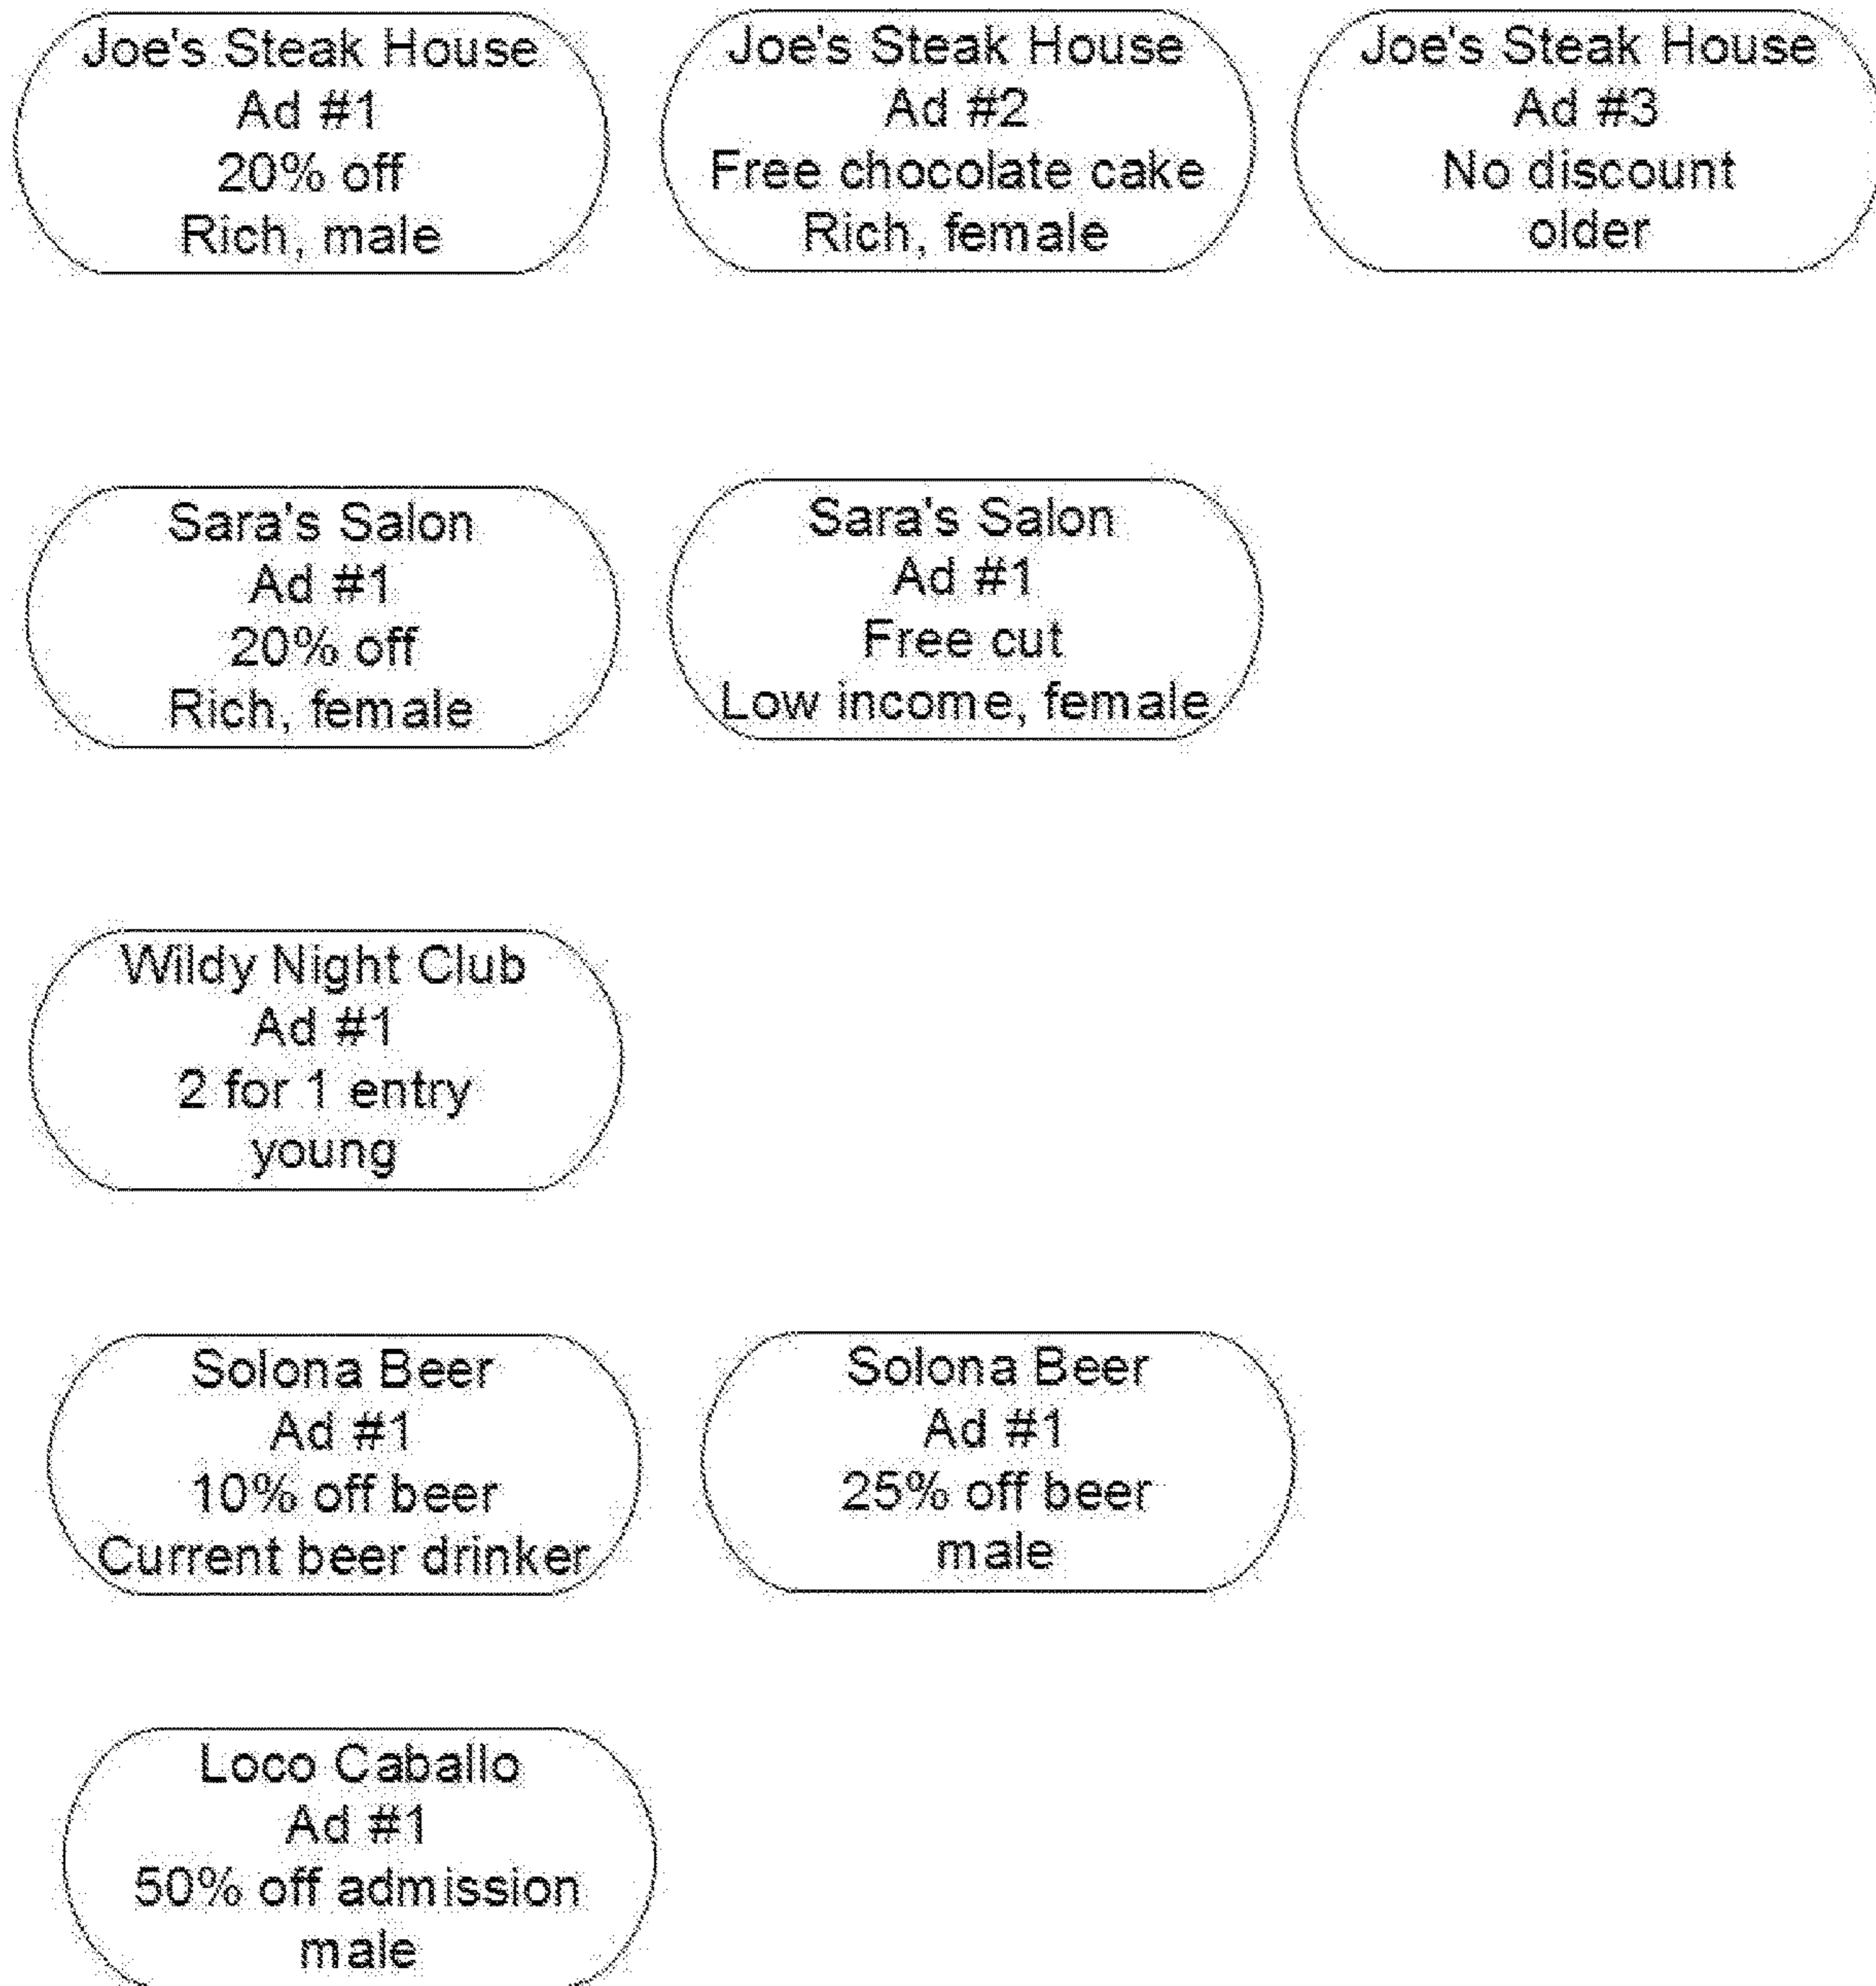 Joe's Steak House
Ad #1
20% off
Rich, male
Joe's Steak House
Ad #2
Free chocolate cake
Rich, female
Joe's Steak House
Ad #3
No discount
older
Sara's Salon
Ad #1
20% off
Rich, female
Sara's Salon
Ad #1
Free cut
Low income, female
Wildy Night Club
Ad #1
2 for 1 entry
young
Solona Beer
Ad #1
10% off beer
Current beer drinker
Solona Beer
Ad #1
25% off beer
male
Loco Caballo
Ad #1
50% off admission
male